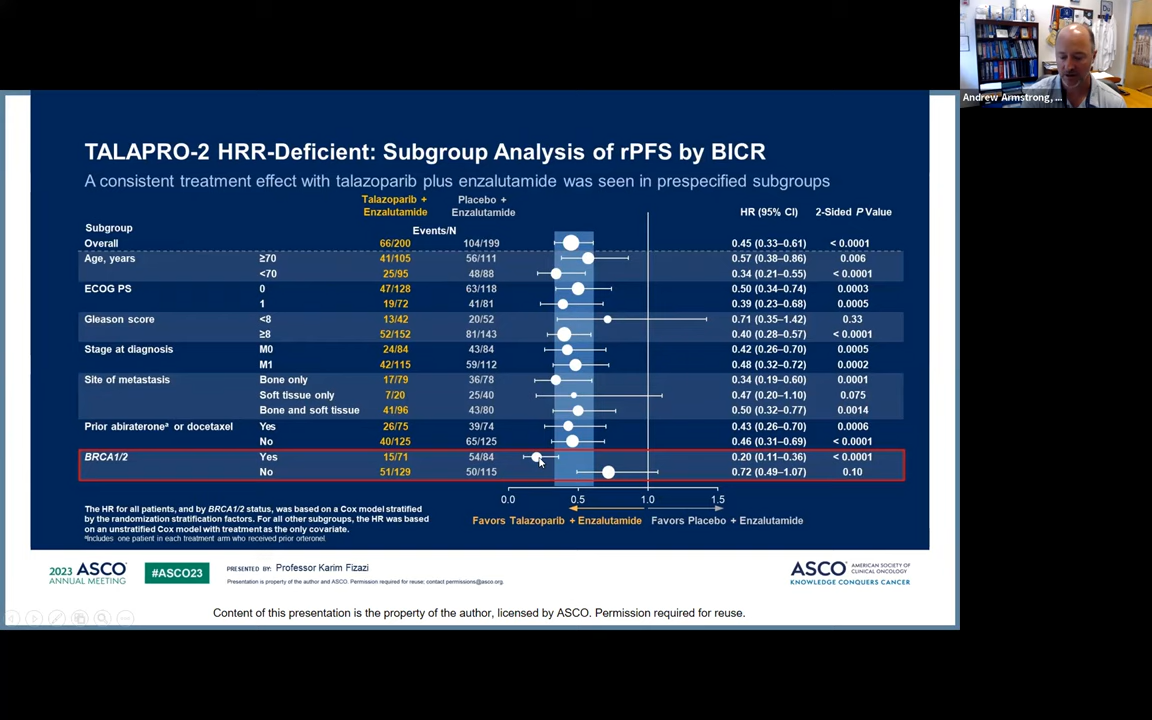 Andrew Armstrong, ...
TALAPRO-2 HRR-Deficient: Subgroup Analysis of rPFS by BICR
A consistent treatment effect with talazoparib plus enzalutamide was seen in prespecified subgroups
Talazoparib + Enzalutamide
Placebo + Enzalutamide
HR (95% CI)
2-Sided P Value
Subgroup
Events/N
Overall 66/200 104/199 0.45 (0.33–0.61) < 0.0001
Age, years ≥70 41/105 56/111 0.57 (0.38–0.86) 0.006
<70 25/95 48/88 0.34 (0.21–0.55) < 0.0001
ECOG PS 0 47/128 63/118 0.50 (0.34–0.74) 0.0003
1 19/72 41/81 0.39 (0.23–0.68) 0.0005
Gleason score <8 13/42 20/52 0.71 (0.35–1.42) 0.33
≥8 52/152 81/143 0.40 (0.28–0.57) < 0.0001
Stage at diagnosis M0 24/84 43/84 0.42 (0.26–0.70) 0.0005
M1 42/115 59/112 0.48 (0.32–0.72) 0.0002
Site of metastasis Bone only 17/79 36/78 0.34 (0.19–0.60) 0.0001
Soft tissue only 7/20 25/40 0.47 (0.20–1.10) 0.075
Bone and soft tissue 41/96 43/80 0.50 (0.32–0.77) 0.0014
Prior abirateroneᵃ or docetaxel Yes 26/75 39/74 0.43 (0.26–0.70) 0.0006
No 40/125 65/125 0.46 (0.31–0.69) < 0.0001
BRCA1/2 Yes 15/71 54/84 0.20 (0.11–0.36) < 0.0001
No 51/129 50/115 0.72 (0.49–1.07) 0.10
0.0 0.5 1.0 1.5
Favors Talazoparib + Enzalutamide Favors Placebo + Enzalutamide
The HR for all patients, and by BRCA1/2 status, was based on a Cox model stratified
by the randomization stratification factors. For all other subgroups, the HR was based
on an unstratified Cox model with treatment as the only covariate.
ᵃIncludes one patient in each treatment arm who received prior orteronel.
2023 ASCO
ANNUAL MEETING
#ASCO23
PRESENTED BY: Professor Karim Fizazi
Presentation is property of the author and ASCO. Permission required for reuse; contact permissions@asco.org.
ASCO AMERICAN SOCIETY OF CLINICAL ONCOLOGY
KNOWLEDGE CONQUERS CANCER
Content of this presentation is the property of the author, licensed by ASCO. Permission required for reuse.